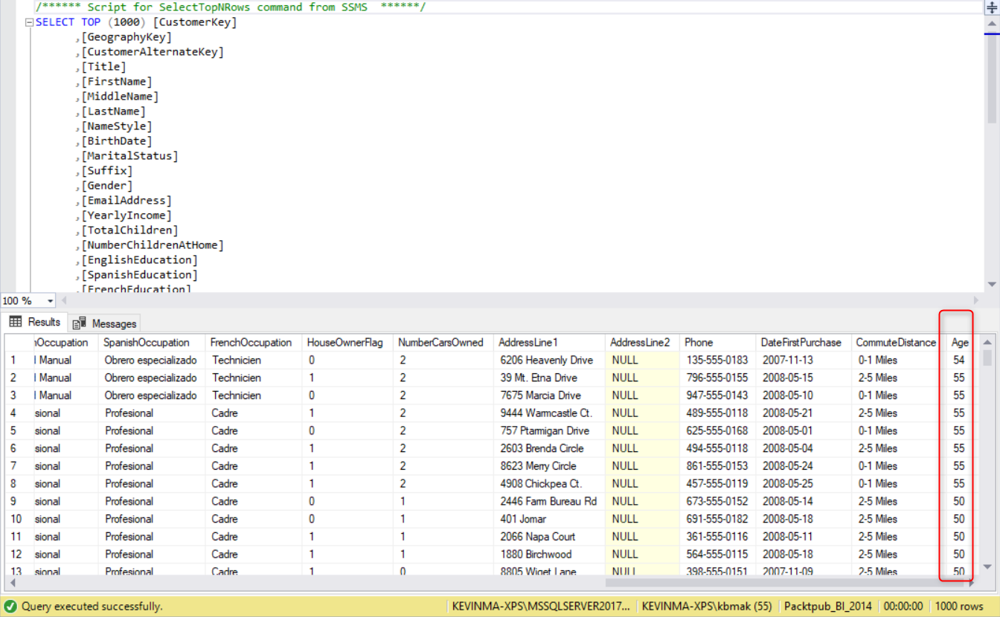 /****** Script for SelectTopNRows command from SSMS  ******/
SELECT TOP (1000) [CustomerKey]
,[GeographyKey]
,[CustomerAlternateKey]
,[Title]
,[FirstName]
,[MiddleName]
,[LastName]
,[NameStyle]
,[BirthDate]
,[MaritalStatus]
,[Suffix]
,[Gender]
,[EmailAddress]
,[YearlyIncome]
,[TotalChildren]
,[NumberChildrenAtHome]
,[EnglishEducation]
,[SpanishEducation]
,[FrenchEducation]
100 %
Results Messages
Occupation SpanishOccupation FrenchOccupation HouseOwnerFlag NumberCarsOwned AddressLine1 AddressLine2 Phone DateFirstPurchase CommuteDistance Age
1 l Manual Obrero especializado Technicien 0 2 6206 Heavenly Drive NULL 135-555-0183 2007-11-13 0-1 Miles 54
2 l Manual Obrero especializado Technicien 1 2 39 Mt. Etna Drive NULL 796-555-0155 2008-05-15 2-5 Miles 55
3 l Manual Obrero especializado Technicien 0 2 7675 Marcia Drive NULL 947-555-0143 2008-05-10 0-1 Miles 55
4 sional Profesional Cadre 1 2 9444 Warmcastle Ct. NULL 489-555-0118 2008-05-21 2-5 Miles 55
5 sional Profesional Cadre 0 2 757 Ptarmigan Drive NULL 625-555-0168 2008-05-01 0-1 Miles 55
6 sional Profesional Cadre 1 2 2603 Brenda Circle NULL 494-555-0118 2008-05-04 2-5 Miles 55
7 sional Profesional Cadre 1 2 8623 Merry Circle NULL 861-555-0153 2008-05-24 0-1 Miles 55
8 sional Profesional Cadre 1 2 4908 Chickpea Ct. NULL 457-555-0119 2008-05-25 0-1 Miles 55
9 sional Profesional Cadre 0 1 2446 Farm Bureau Rd NULL 673-555-0152 2008-05-14 2-5 Miles 50
10 sional Profesional Cadre 0 1 401 Jomar NULL 691-555-0182 2008-05-18 2-5 Miles 50
11 sional Profesional Cadre 1 1 2066 Napa Court NULL 361-555-0116 2008-05-11 2-5 Miles 50
12 sional Profesional Cadre 1 1 1880 Birchwood NULL 564-555-0115 2008-05-18 2-5 Miles 50
13 sional Profesional Cadre 1 0 8805 Wiget Lane NULL 398-555-0151 2007-11-09 2-5 Miles 50
Query executed successfully. KEVINMA-XPS\MSSQLSERVER2017... KEVINMA-XPS\kbmak (55) Packtpub_BI_2014 00:00:00 1000 rows